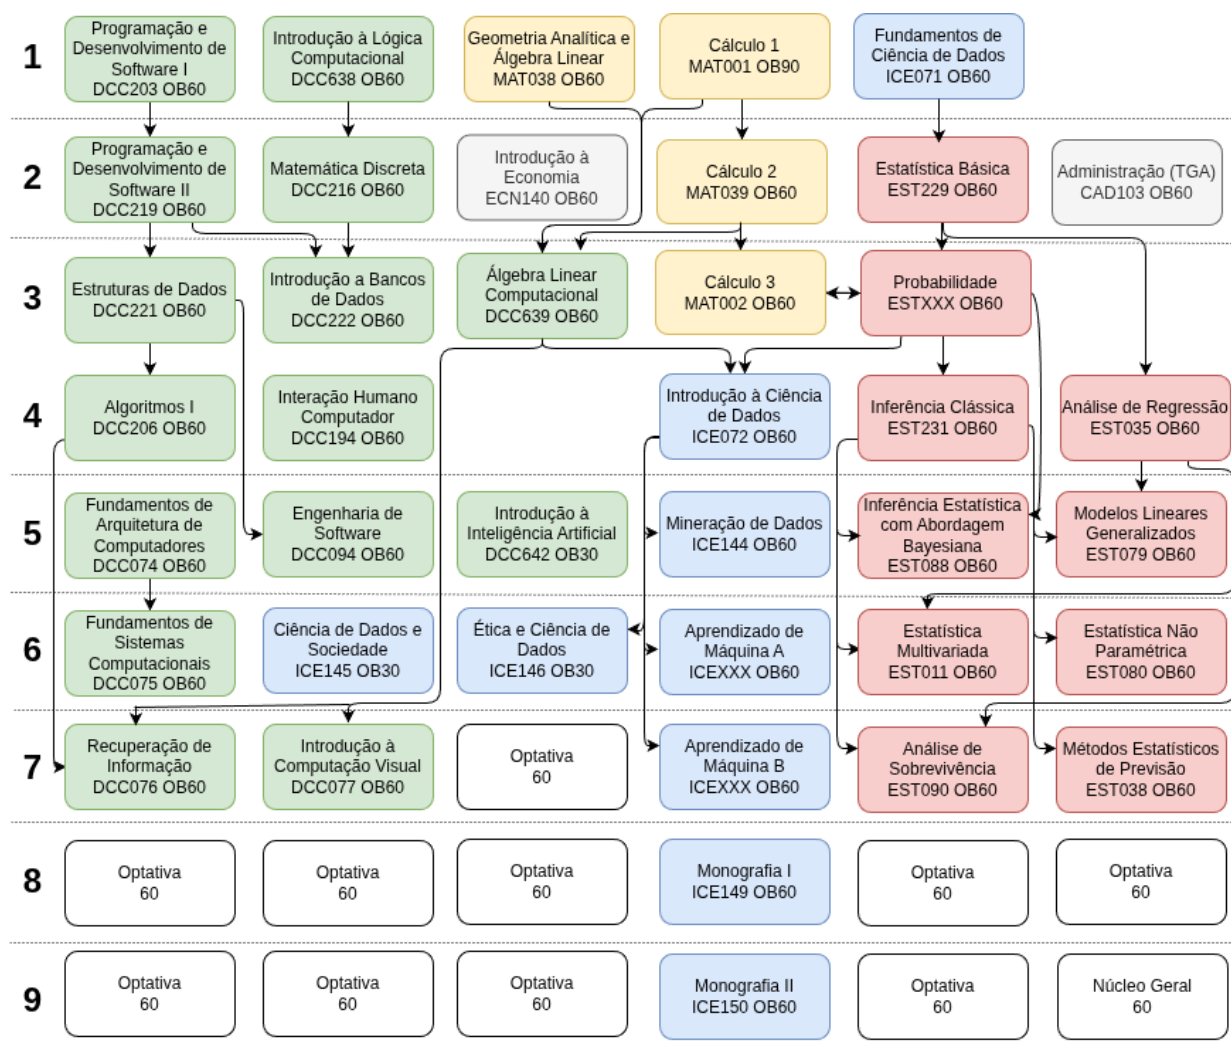 1
Programação e
Desenvolvimento de
Software I
DCC203 OB60
Introdução à Lógica
Computacional
DCC638 OB60
Geometria Analítica e
Álgebra Linear
MAT038 OB60
Cálculo 1
MAT001 OB90
Fundamentos de
Ciência de Dados
ICE071 OB60
2
Programação e
Desenvolvimento de
Software II
DCC219 OB60
Matemática Discreta
DCC216 OB60
Introdução à
Economia
ECN140 OB60
Cálculo 2
MAT039 OB60
Estatística Básica
EST229 OB60
Administração (TGA)
CAD103 OB60
3
Estruturas de Dados
DCC221 OB60
Introdução a Bancos
de Dados
DCC222 OB60
Álgebra Linear
Computacional
DCC639 OB60
Cálculo 3
MAT002 OB60
Probabilidade
ESTXXX OB60
4
Algoritmos I
DCC206 OB60
Interação Humano
Computador
DCC194 OB60
Introdução à Ciência
de Dados
ICE072 OB60
Inferência Clássica
EST231 OB60
Análise de Regressão
EST035 OB60
5
Fundamentos de
Arquitetura de
Computadores
DCC074 OB60
Engenharia de
Software
DCC094 OB60
Introdução à
Inteligência Artificial
DCC642 OB30
Mineração de Dados
ICE144 OB60
Inferência Estatística
com Abordagem
Bayesiana
EST088 OB60
Modelos Lineares
Generalizados
EST079 OB60
6
Fundamentos de
Sistemas
Computacionais
DCC075 OB60
Ciência de Dados e
Sociedade
ICE145 OB30
Ética e Ciência de
Dados
ICE146 OB30
Aprendizado de
Máquina A
ICEXXX OB60
Estatística
Multivariada
EST011 OB60
Estatística Não
Paramétrica
EST080 OB60
7
Recuperação de
Informação
DCC076 OB60
Introdução à
Computação Visual
DCC077 OB60
Optativa
60
Aprendizado de
Máquina B
ICEXXX OB60
Análise de
Sobrevivência
EST090 OB60
Métodos Estatísticos
de Previsão
EST038 OB60
8
Optativa
60
Optativa
60
Optativa
60
Monografia I
ICE149 OB60
Optativa
60
Optativa
60
9
Optativa
60
Optativa
60
Optativa
60
Monografia II
ICE150 OB60
Optativa
60
Núcleo Geral
60